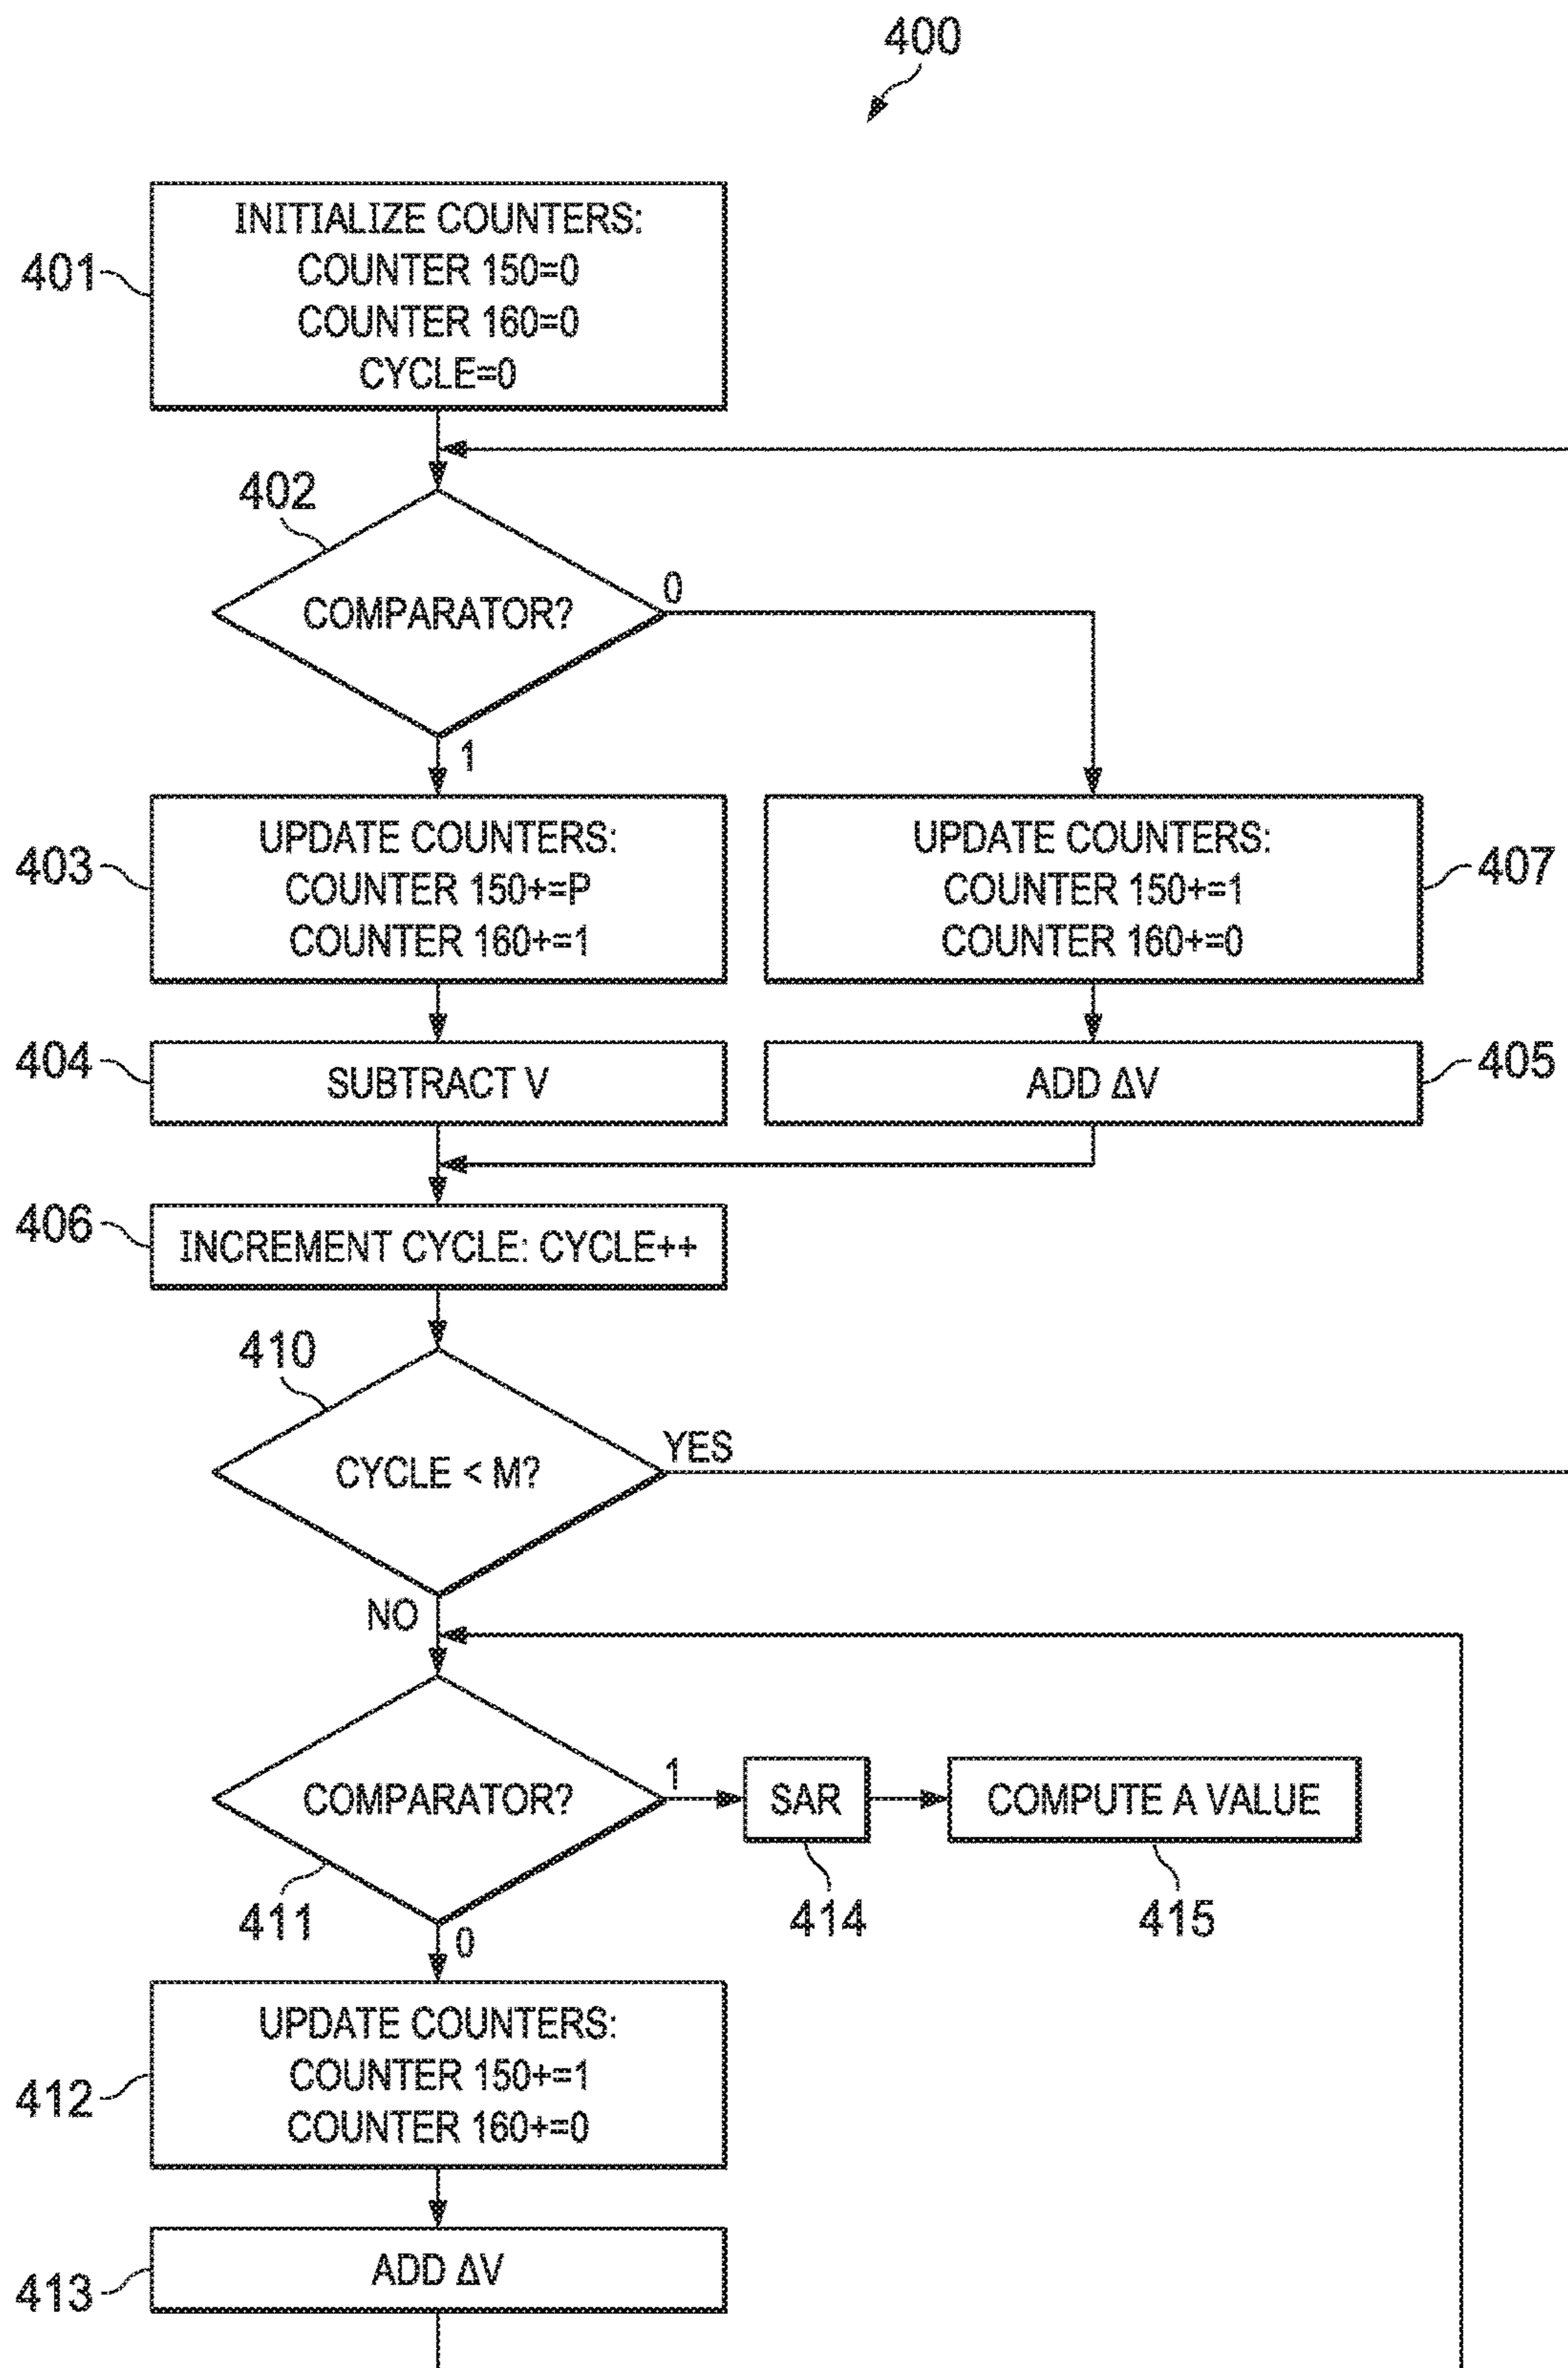 400
401
INITIALIZE COUNTERS:
COUNTER 150=0
COUNTER 160=0
CYCLE=0
402
COMPARATOR?
0
1
403
UPDATE COUNTERS:
COUNTER 150+=P
COUNTER 160+=1
UPDATE COUNTERS:
COUNTER 150+=1
COUNTER 160+=0
407
404
SUBTRACT V
ADD ΔV
405
406
INCREMENT CYCLE: CYCLE++
410
CYCLE < M?
YES
NO
COMPARATOR?
1
SAR
COMPUTE A VALUE
411
414
415
0
412
UPDATE COUNTERS:
COUNTER 150+=1
COUNTER 160+=0
413
ADD ΔV